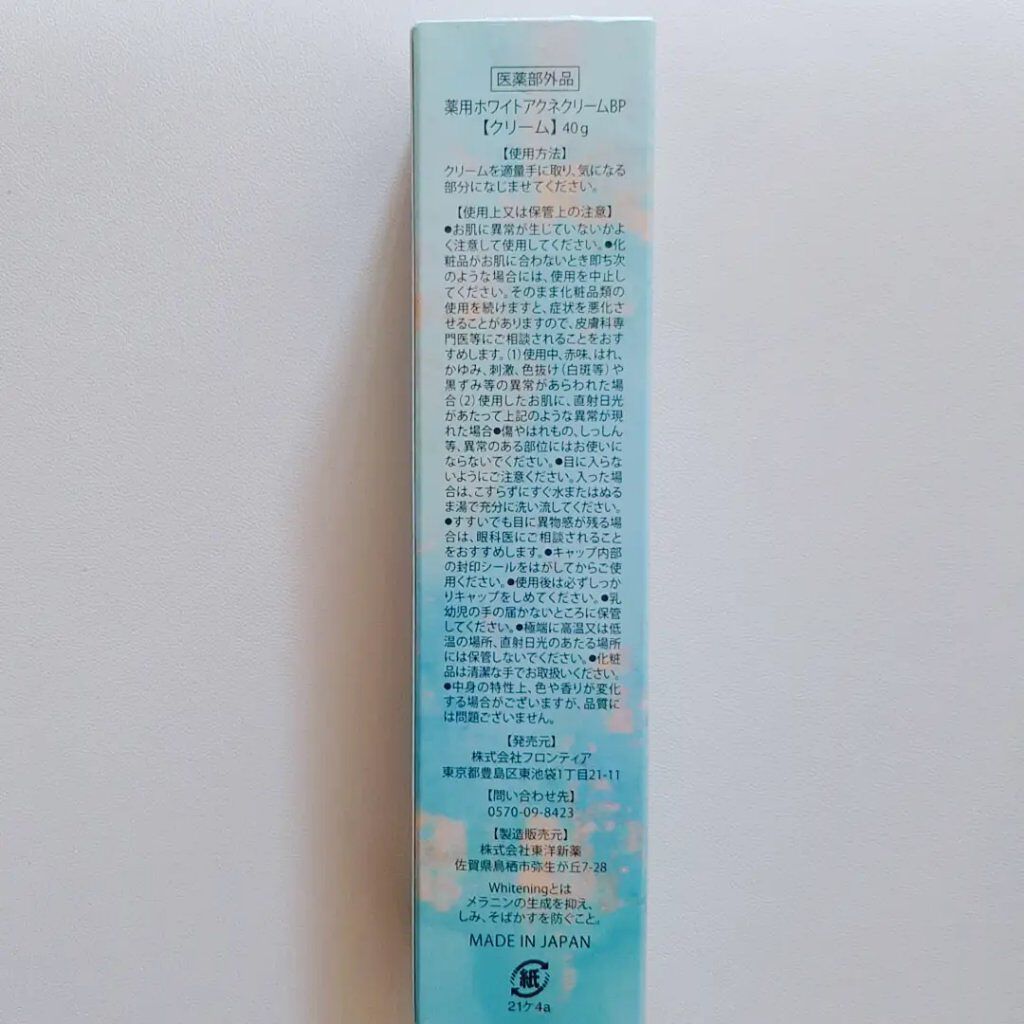 医薬部外品
薬用ホワイトアクネクリームBP
【クリーム】40g
【使用方法】
クリームを適量手に取り、気になる
部分になじませてください。
【使用上又は保管上の注意】
●お肌に異常が生じていないかよ
く注意して使用してください。●化
粧品がお肌に合わないとき即ち次
のような場合には、使用を中止し
てください。そのまま化粧品類の
使用を続けますと、症状を悪化さ
せることがありますので、皮膚科専
門医等にご相談されることをおす
すめします。(1)使用中、赤味、はれ、
かゆみ、刺激、色抜け(白斑等)や
黒ずみ等の異常があらわれた場
合(2)使用したお肌に、直射日光
があたって上記のような異常が現
れた場合●傷やはれもの、しっしん
等、異常のある部位にはお使いに
ならないでください。●目に入らな
いようにご注意ください。入った場
合は、こすらずにすぐ水またはぬる
ま湯で充分に洗い流してください。
●すすいでも目に異物感が残る場
合は、眼科医にご相談されること
をおすすめします。●キャップ内部
の封印シールをはがしてからご使
用ください。●使用後は必ずしっか
りキャップをしめてください。●乳
幼児の手の届かないところに保管
してください。●極端に高温又は低
温の場所、直射日光のあたる場所
には保管しないでください。●化粧
品は清潔な手でお取扱いください。
●中身の特性上、色や香りが変化
する場合がございますが、品質に
は問題ございません。
【発売元】
株式会社フロンティア
東京都豊島区東池袋1丁目21-11
【問い合わせ先】
0570-09-8423
【製造販売元】
株式会社東洋新薬
佐賀県鳥栖市弥生が丘7-28
Whiteningとは
メラニンの生成を抑え、
しみ、そばかすを防ぐこと。
MADE IN JAPAN
紙
21ケ4a